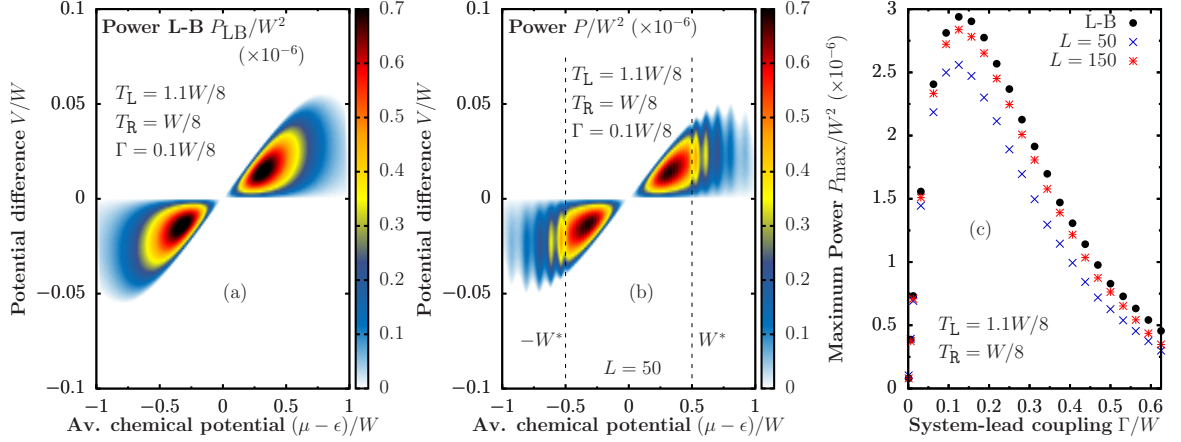 Power L-B P_LB/W² (×10⁻⁶)
T_L = 1.1W/8
T_R = W/8
Γ = 0.1W/8
(a)
Potential difference V/W
0.1
0.05
0
−0.05
−0.1
−1 −0.5 0 0.5 1
Av. chemical potential (μ − ϵ)/W
0.7
0.6
0.5
0.4
0.3
0.2
0.1
0
Power P/W² (×10⁻⁶)
T_L = 1.1W/8
T_R = W/8
Γ = 0.1W/8
(b)
−W* W*
L = 50
Potential difference V/W
0.1
0.05
0
−0.05
−0.1
−1 −0.5 0 0.5 1
Av. chemical potential (μ − ϵ)/W
0.7
0.6
0.5
0.4
0.3
0.2
0.1
0
L-B
L = 50
L = 150
(c)
T_L = 1.1W/8
T_R = W/8
Maximum Power P_max/W² (×10⁻⁶)
3
2.5
2
1.5
1
0.5
0
0 0.1 0.2 0.3 0.4 0.5 0.6
System-lead coupling Γ/W